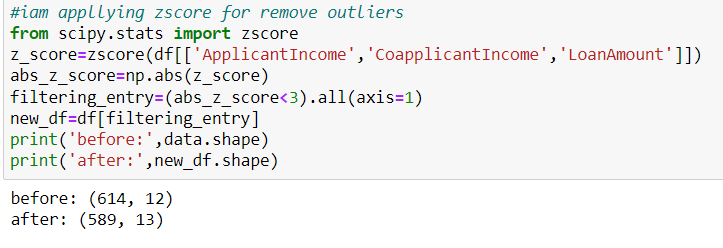 #iam appllying zscore for remove outliers
from scipy.stats import zscore
z_score=zscore(df[['ApplicantIncome','CoapplicantIncome','LoanAmount']])
abs_z_score=np.abs(z_score)
filtering_entry=(abs_z_score<3).all(axis=1)
new_df=df[filtering_entry]
print('before:',data.shape)
print('after:',new_df.shape)
before: (614, 12)
after: (589, 13)